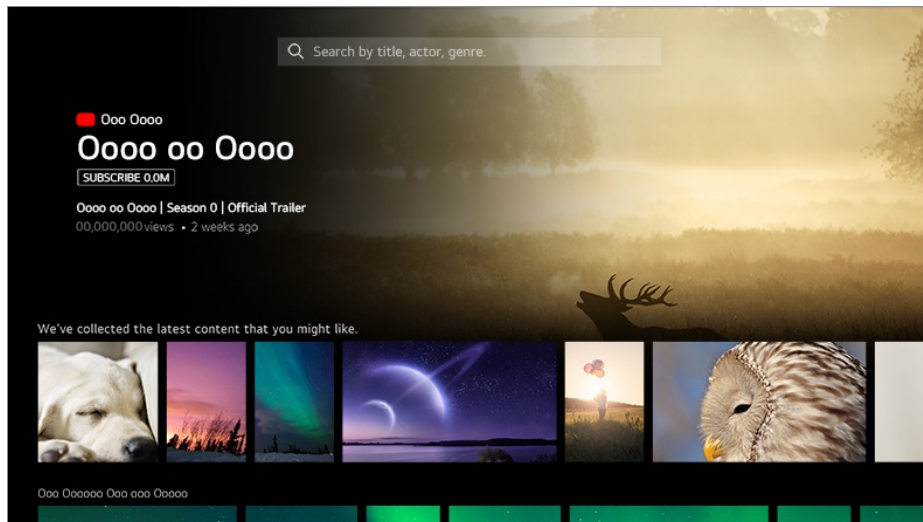 Search by title, actor, genre.
Ooo Oooo
Oooo oo Oooo
SUBSCRIBE 0.0M
Oooo oo Oooo | Season 0 | Official Trailer
00,000,000 views • 2 weeks ago
We've collected the latest content that you might like.
Ooo Oooooo Ooo ooo Ooooo